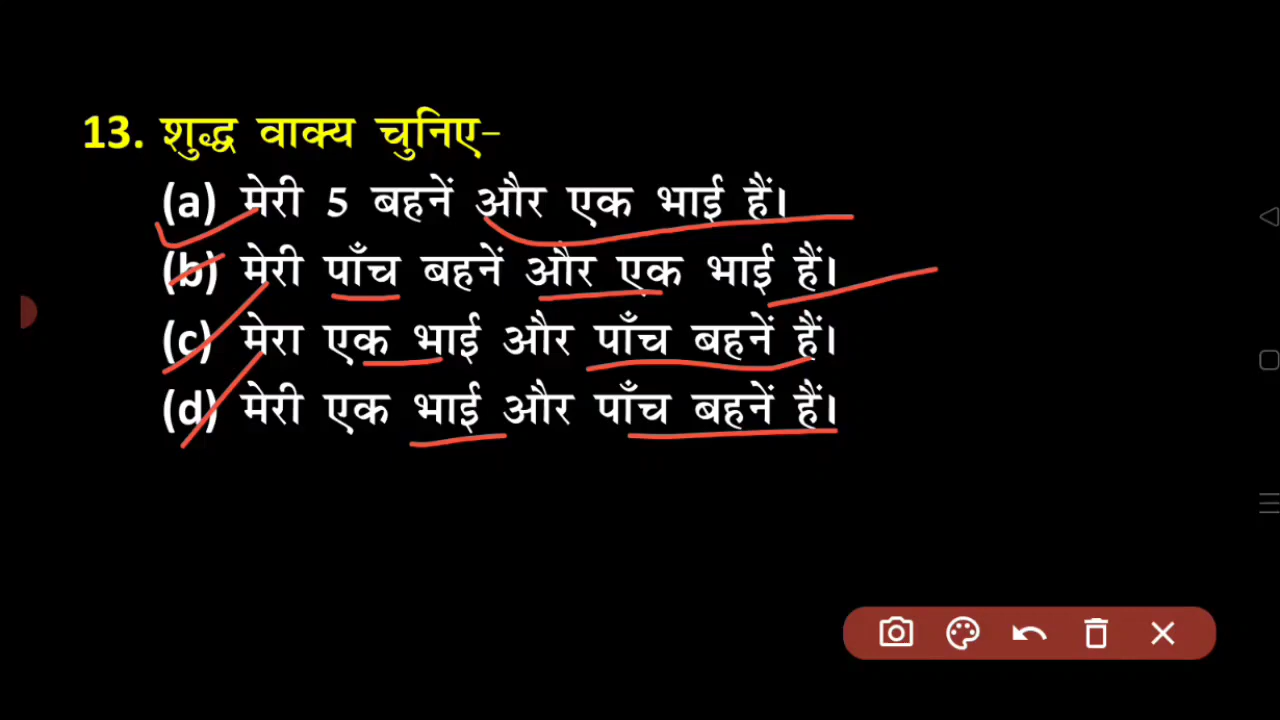 13. शुद्ध वाक्य चुनिए-
(a) मेरी 5 बहनें और एक भाई हैं।
(b) मेरी पाँच बहनें और एक भाई हैं।
(c) मेरा एक भाई और पाँच बहनें हैं।
(d) मेरी एक भाई और पाँच बहनें हैं।